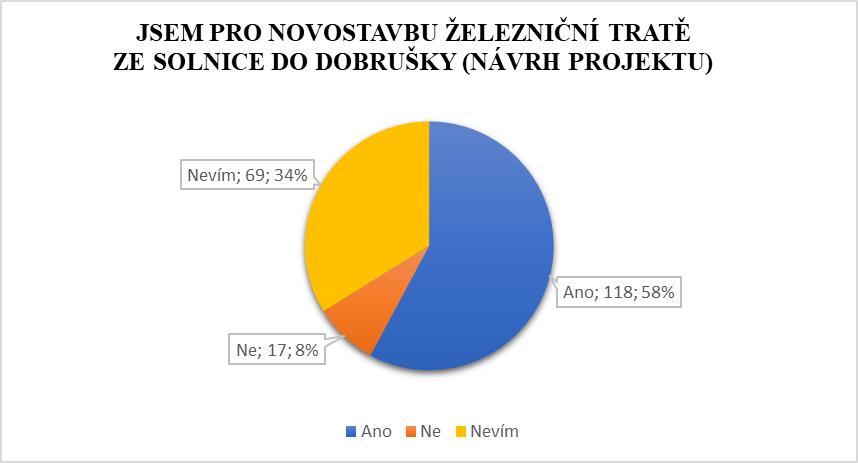 JSEM PRO NOVOSTAVBU ŽELEZNIČNÍ TRATĚ
ZE SOLNICE DO DOBRUŠKY (NÁVRH PROJEKTU)
Nevím; 69; 34%
Ano; 118; 58%
Ne; 17; 8%
Ano Ne Nevím